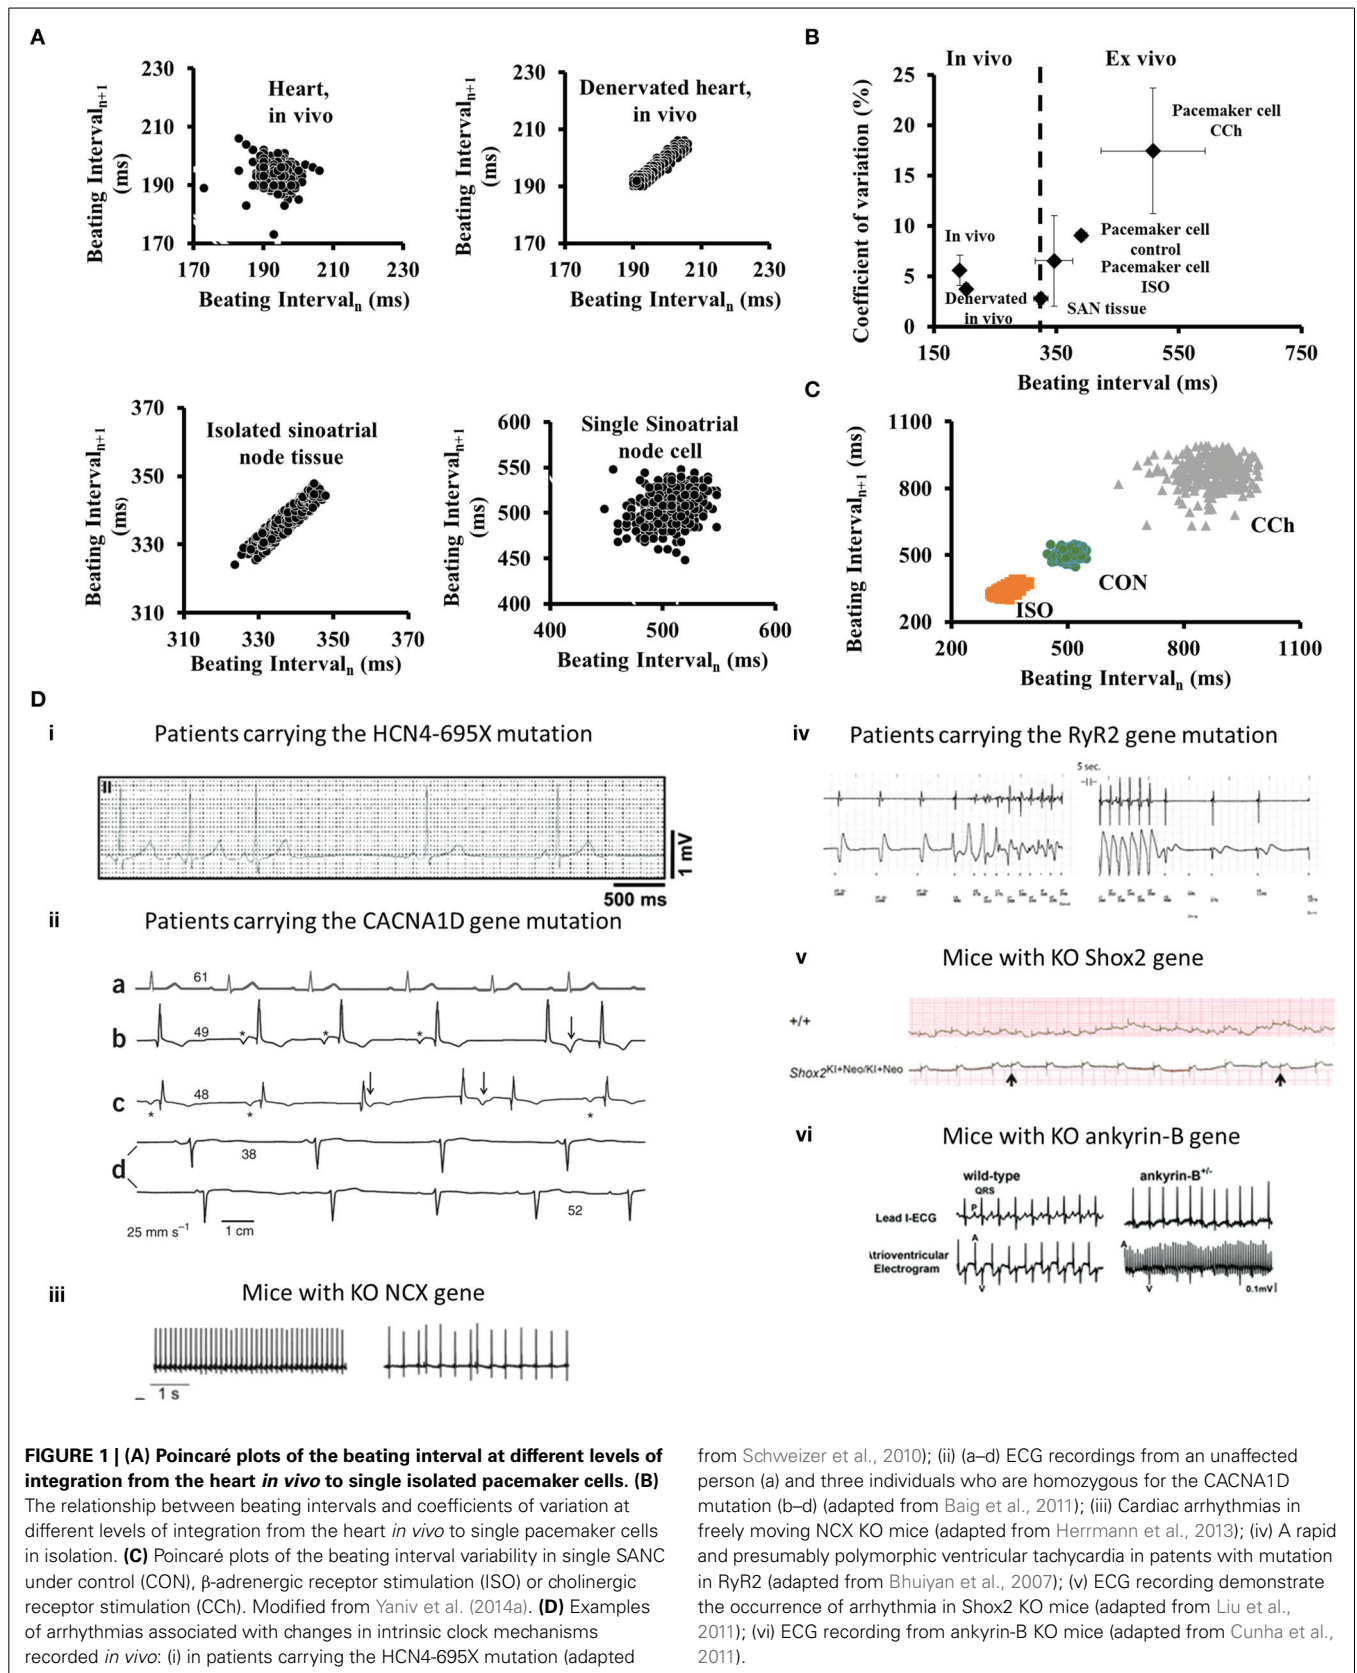 A
230
210
190
170
Beating Interval n+1
(ms)
Heart,
in vivo
170 190 210 230
Beating Interval n (ms)
230
210
190
170
Beating Interval n+1
(ms)
Denervated heart,
in vivo
170 190 210 230
Beating Interval n (ms)
370
350
330
310
Beating Interval n+1
(ms)
Isolated sinoatrial
node tissue
310 330 350 370
Beating Interval n (ms)
600
550
500
450
400
Beating Interval n+1
(ms)
Single Sinoatrial
node cell
400 500 600
Beating Interval n (ms)
B
In vivo Ex vivo
25
20
15
10
5
0
Coefficient of variation (%)
Pacemaker cell
CCh
In vivo
Pacemaker cell
control
Pacemaker cell
ISO
Denervated
in vivo
SAN tissue
150 350 550 750
Beating interval (ms)
C
1100
800
500
200
Beating Interval n+1 (ms)
CCh
CON
ISO
200 500 800 1100
Beating Interval n (ms)
D
i Patients carrying the HCN4-695X mutation
II
1 mV
500 ms
ii Patients carrying the CACNA1D gene mutation
a 61
b 49 * * *
c 48 * * *
d 38
52
25 mm s−1 1 cm
iii Mice with KO NCX gene
1 s
iv Patients carrying the RyR2 gene mutation
5 sec.
v Mice with KO Shox2 gene
+/+
Shox2KI+Neo/KI+Neo
vi Mice with KO ankyrin-B gene
wild-type ankyrin-B+/-
QRS
P
Lead I-ECG
A A
Atrioventricular
Electrogram
V V 0.1mV
FIGURE 1 | (A) Poincaré plots of the beating interval at different levels of
integration from the heart in vivo to single isolated pacemaker cells. (B)
The relationship between beating intervals and coefficients of variation at
different levels of integration from the heart in vivo to single pacemaker cells
in isolation. (C) Poincaré plots of the beating interval variability in single SANC
under control (CON), β-adrenergic receptor stimulation (ISO) or cholinergic
receptor stimulation (CCh). Modified from Yaniv et al. (2014a). (D) Examples
of arrhythmias associated with changes in intrinsic clock mechanisms
recorded in vivo: (i) in patients carrying the HCN4-695X mutation (adapted
from Schweizer et al., 2010); (ii) (a–d) ECG recordings from an unaffected
person (a) and three individuals who are homozygous for the CACNA1D
mutation (b–d) (adapted from Baig et al., 2011); (iii) Cardiac arrhythmias in
freely moving NCX KO mice (adapted from Herrmann et al., 2013); (iv) A rapid
and presumably polymorphic ventricular tachycardia in patents with mutation
in RyR2 (adapted from Bhuiyan et al., 2007); (v) ECG recording demonstrate
the occurrence of arrhythmia in Shox2 KO mice (adapted from Liu et al.,
2011); (vi) ECG recording from ankyrin-B KO mice (adapted from Cunha et al.,
2011).